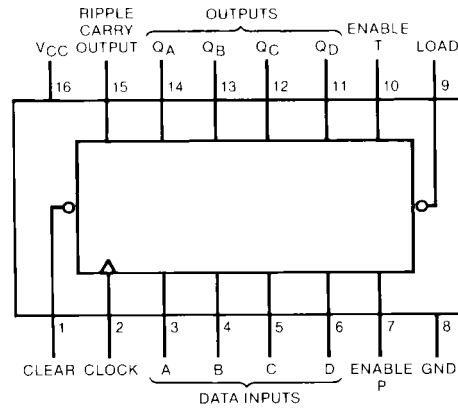 RIPPLE
CARRY
OUTPUT
OUTPUTS
ENABLE
T
LOAD
VCC
QA QB QC QD
16 15 14 13 12 11 10 9
1 2 3 4 5 6 7 8
CLEAR CLOCK A B C D ENABLE P GND
DATA INPUTS